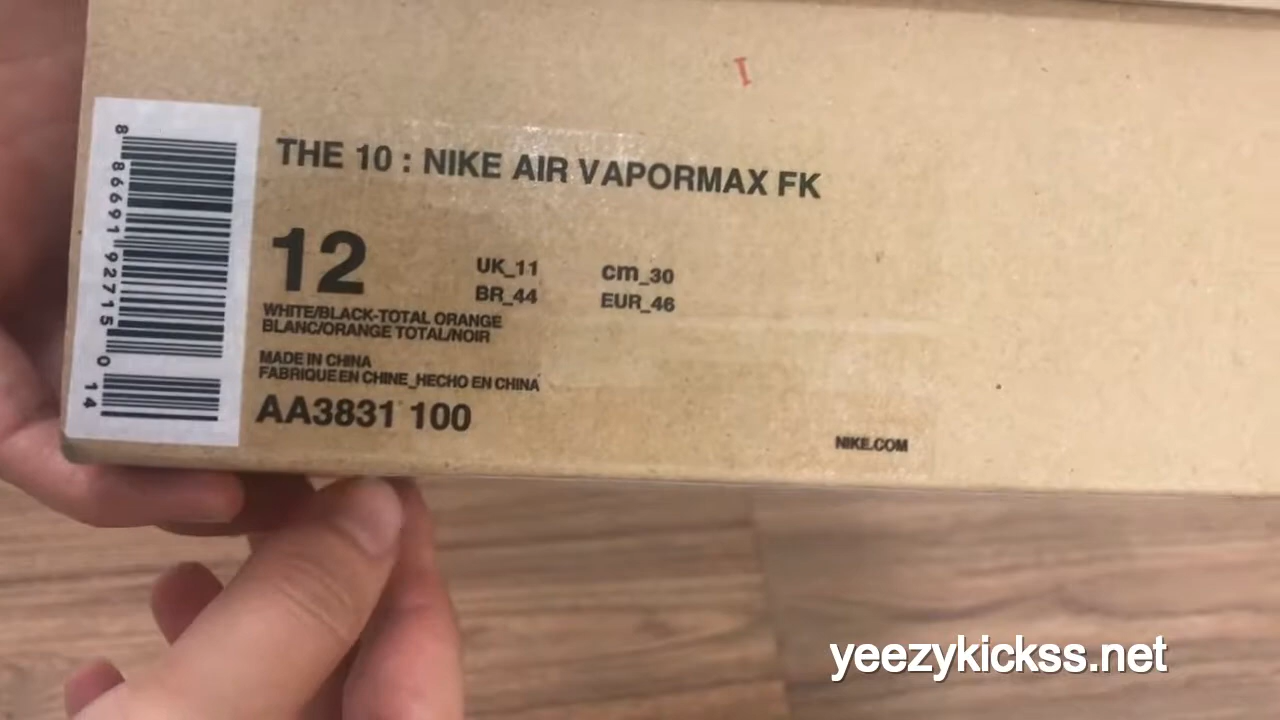 I
8 86691 92715 0 14
THE 10 : NIKE AIR VAPORMAX FK
12
UK_11 cm_30
BR_44 EUR_46
WHITE/BLACK-TOTAL ORANGE
BLANC/ORANGE TOTAL/NOIR
MADE IN CHINA
FABRIQUE EN CHINE_HECHO EN CHINA
AA3831 100
NIKE.COM
yeezykickss.net